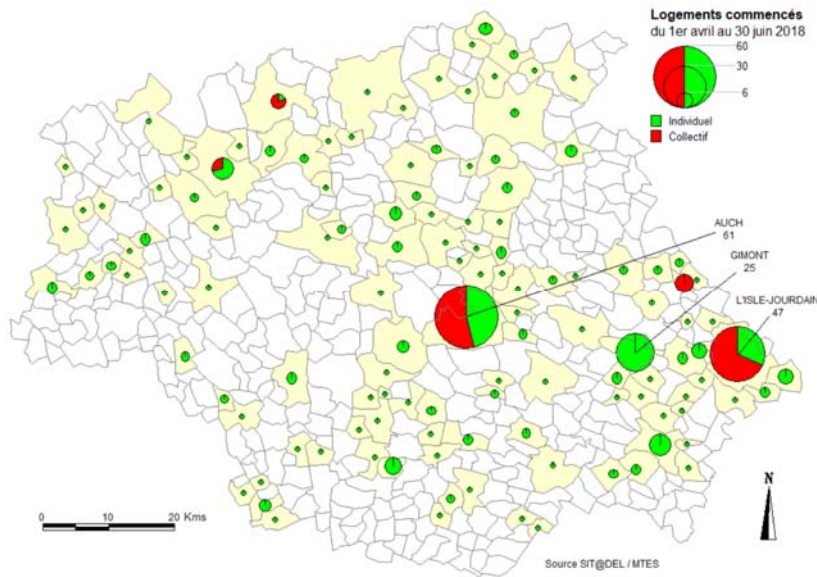 Logements commencés
du 1er avril au 30 juin 2018
60
30
6
Individuel
Collectif
AUCH
61
GIMONT
25
L'ISLE-JOURDAIN
47
N
0 10 20 Kms
Source SIT@DEL / MTES